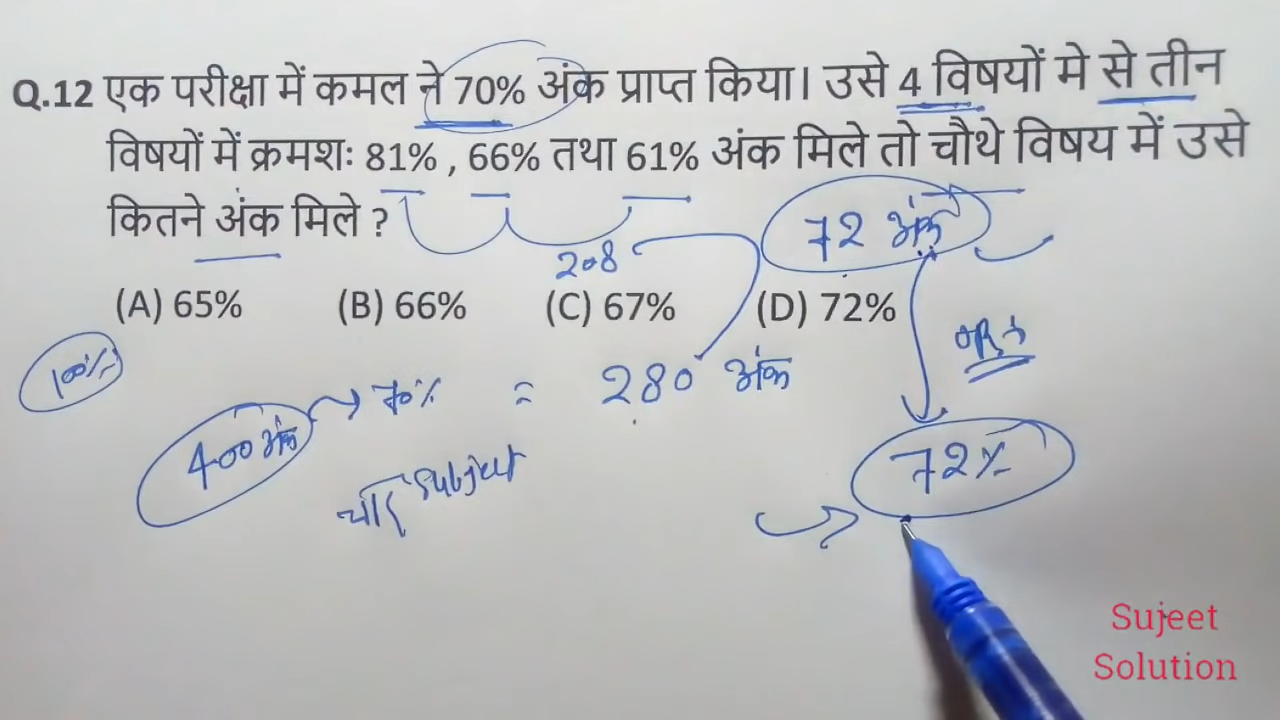 Q.12 एक परीक्षा में कमल ने 70% अंक प्राप्त किया। उसे 4 विषयों मे से तीन
विषयों में क्रमशः 81% , 66% तथा 61% अंक मिले तो चौथे विषय में उसे
कितने अंक मिले ?
72 अंक
208
(A) 65% (B) 66% (C) 67% (D) 72%
100%
400 अंक → 70% = 280 अंक
चार subject
72%
Sujeet
Solution